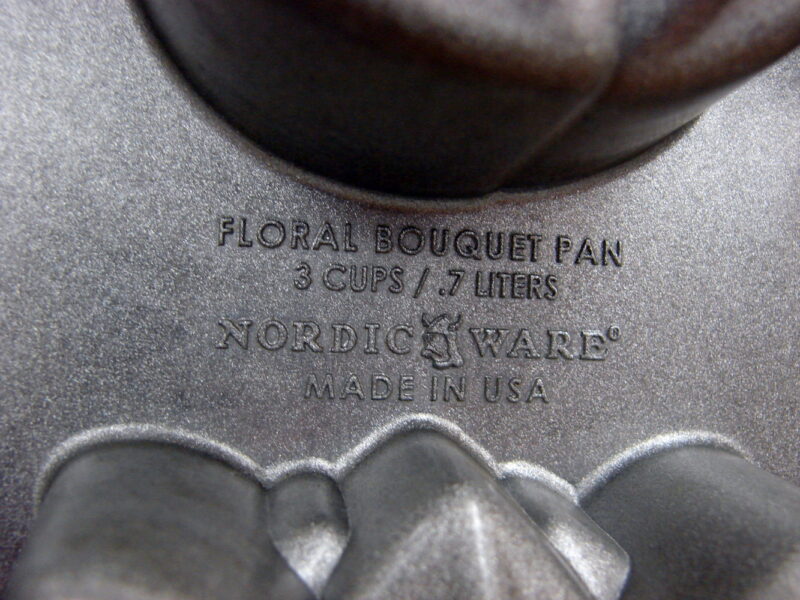 FLORAL BOUQUET PAN
3 CUPS / .7 LITERS
NORDIC WARE®
MADE IN USA